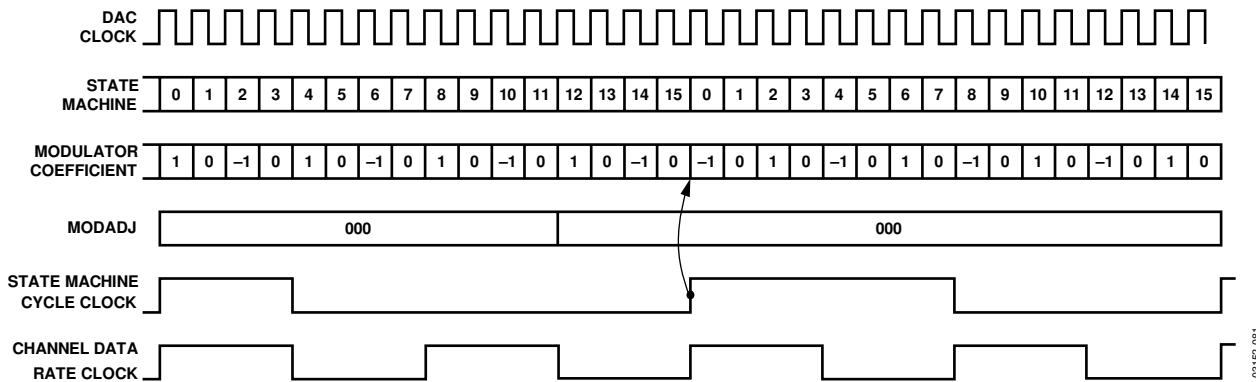 DAC
CLOCK
STATE
MACHINE
0 1 2 3 4 5 6 7 8 9 10 11 12 13 14 15 0 1 2 3 4 5 6 7 8 9 10 11 12 13 14 15
MODULATOR
COEFFICIENT
1 0 –1 0 1 0 –1 0 1 0 –1 0 1 0 –1 0 –1 0 1 0 –1 0 1 0 –1 0 1 0 –1 0 1 0
MODADJ
000 000
STATE MACHINE
CYCLE CLOCK
CHANNEL DATA
RATE CLOCK
03152-081